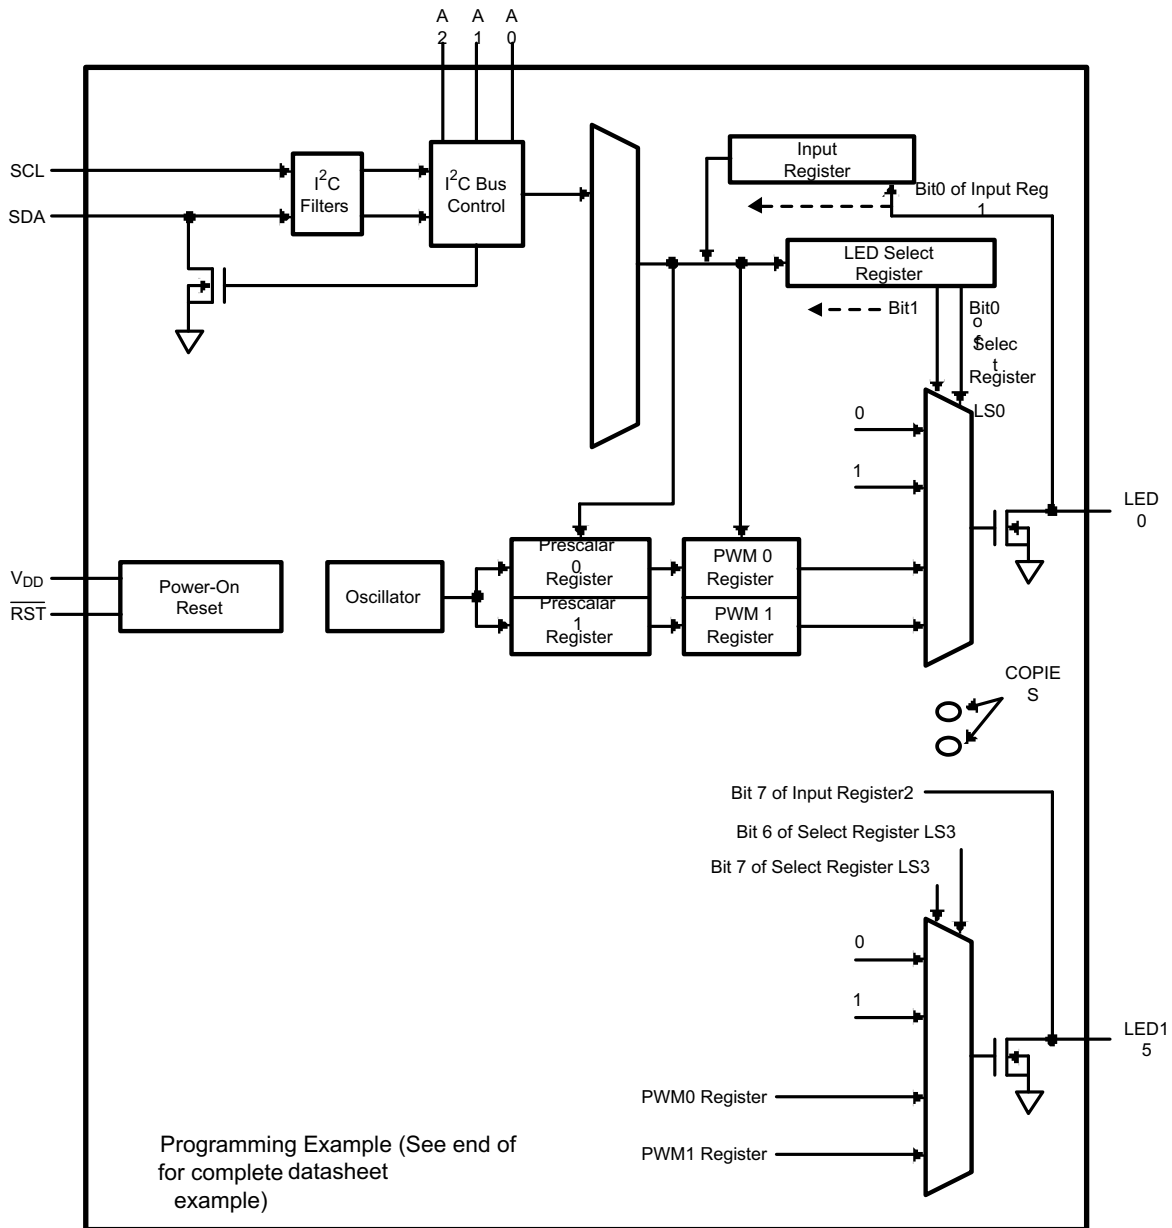 A
2
A
1
A
0
SCL
SDA
I2C
Filters
I2C Bus
Control
Input
Register
Bit0 of Input Reg
1
LED Select
Register
Bit1
Bit0
of
Selec
t
Register
LS0
0
1
LED
0
VDD
RST
Power-On
Reset
Oscillator
Prescalar
0
Register
Prescalar
1
Register
PWM 0
Register
PWM 1
Register
COPIE
S
Bit 7 of Input Register2
Bit 6 of Select Register LS3
Bit 7 of Select Register LS3
0
1
LED1
5
PWM0 Register
PWM1 Register
Programming Example (See end of
for complete datasheet
example)